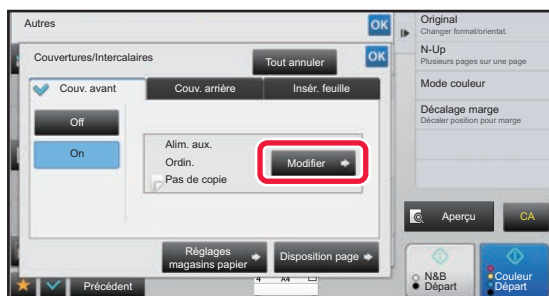 Autres
OK
Couvertures/Intercalaires
Tout annuler
OK
Couv. avant
Couv. arrière
Insér. feuille
Off
On
Alim. aux.
Ordin.
Pas de copie
Modifier
Réglages
magasins papier
Disposition page
Précédent
A4
Original
Changer format/orientat.
N-Up
Plusieurs pages sur une page
Mode couleur
Décalage marge
Décaler position pour marge
Aperçu
CA
N&B
Départ
Couleur
Départ